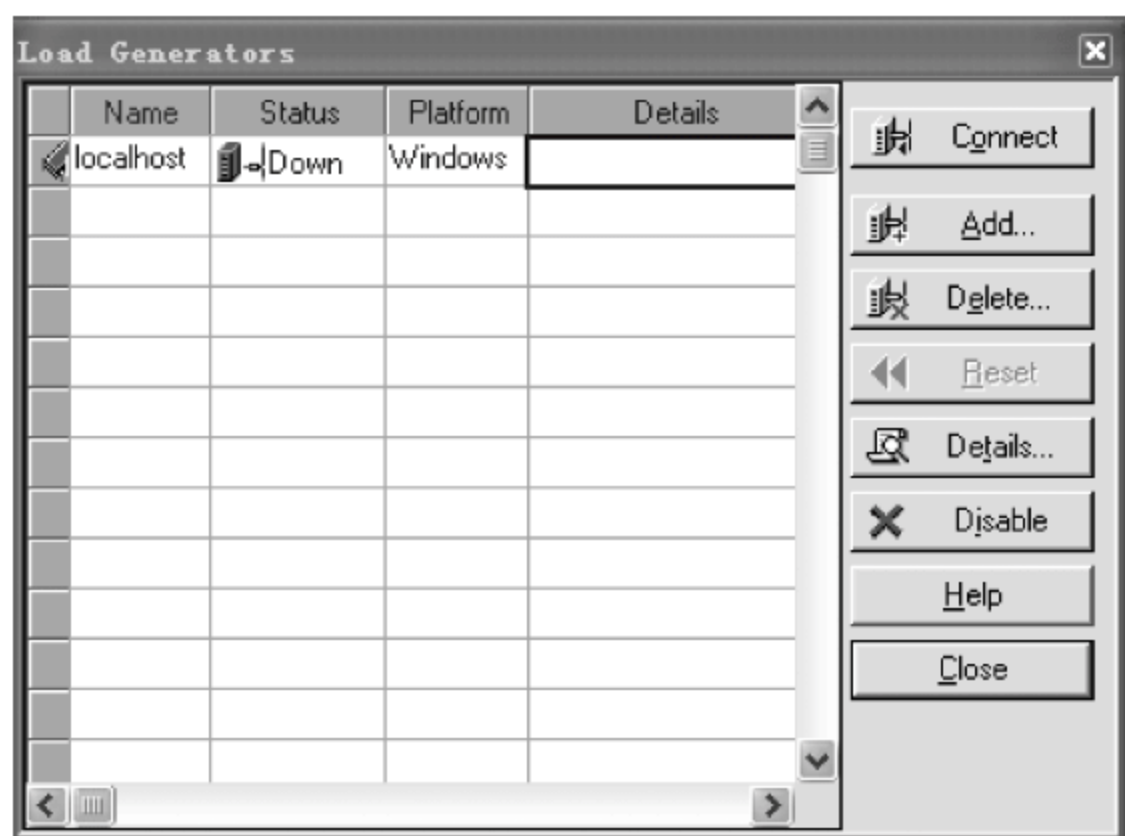 Load Generators
Name Status Platform Details
localhost Down Windows
Connect
Add...
Delete...
Reset
Details...
Disable
Help
Close